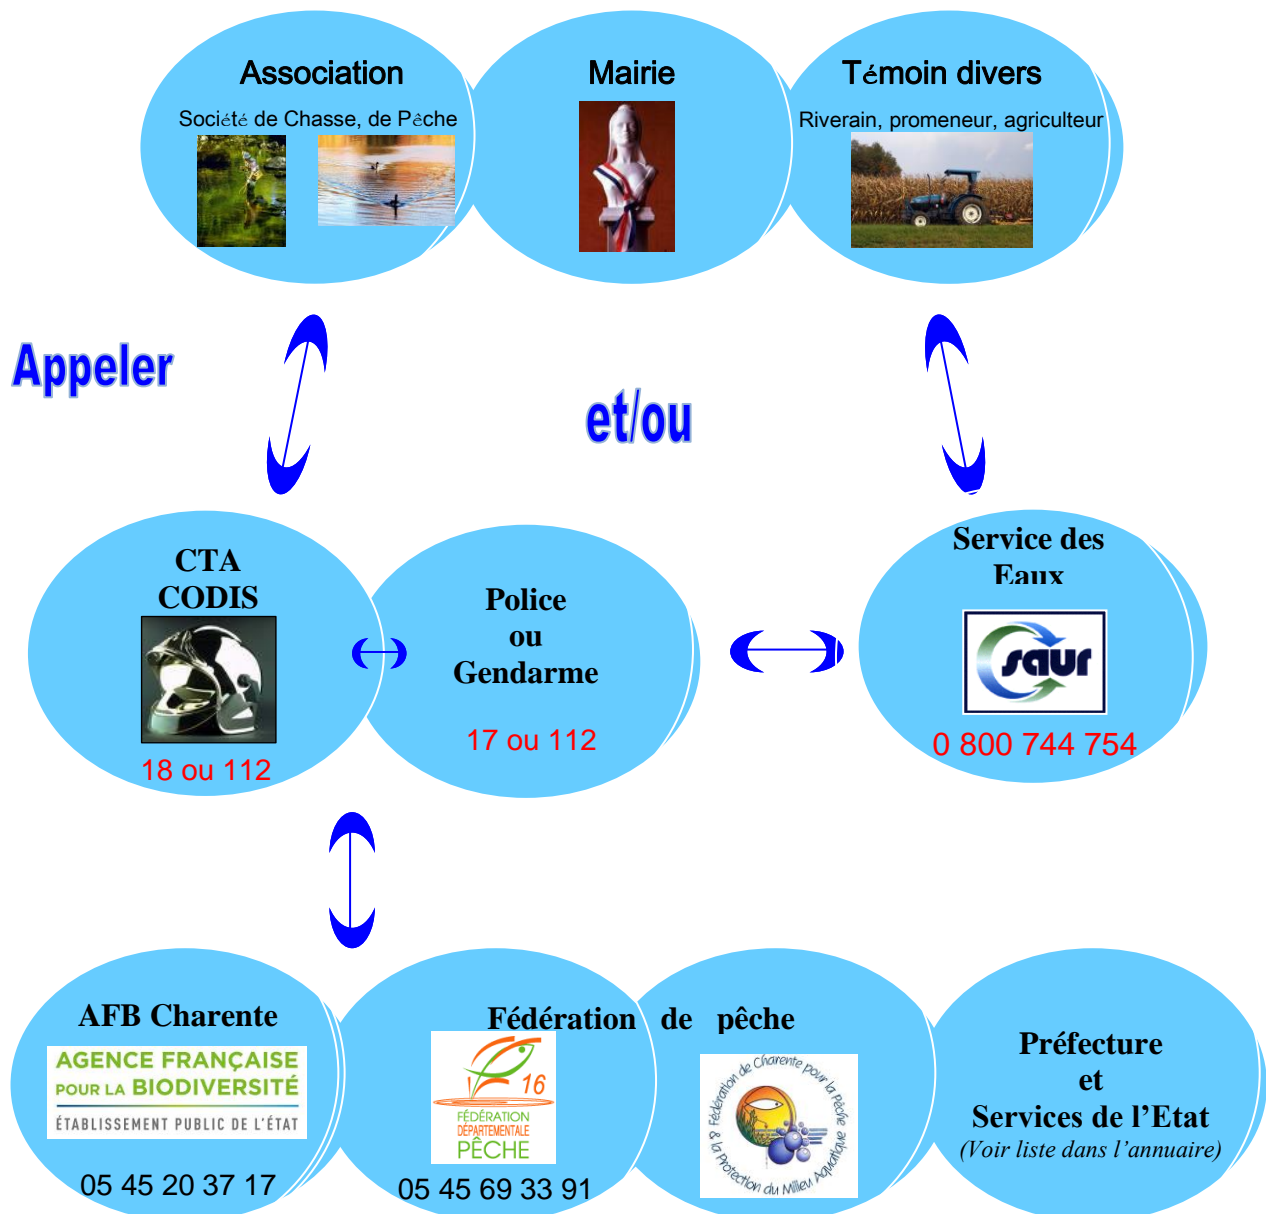 Association
Société de Chasse, de Pêche
Mairie
Témoin divers
Riverain, promeneur, agriculteur
Appeler
et/ou
CTA
CODIS
18 ou 112
Police
ou
Gendarme
17 ou 112
Service des
Eaux
saur
0 800 744 754
AFB Charente
AGENCE FRANÇAISE
POUR LA BIODIVERSITÉ
ÉTABLISSEMENT PUBLIC DE L'ÉTAT
05 45 20 37 17
Fédération de pêche
16
FÉDÉRATION
DÉPARTEMENTALE
PÊCHE
05 45 69 33 91
Fédération de Charente pour la Pêche
& la Protection du Milieu Aquatique
Préfecture
et
Services de l'Etat
(Voir liste dans l'annuaire)